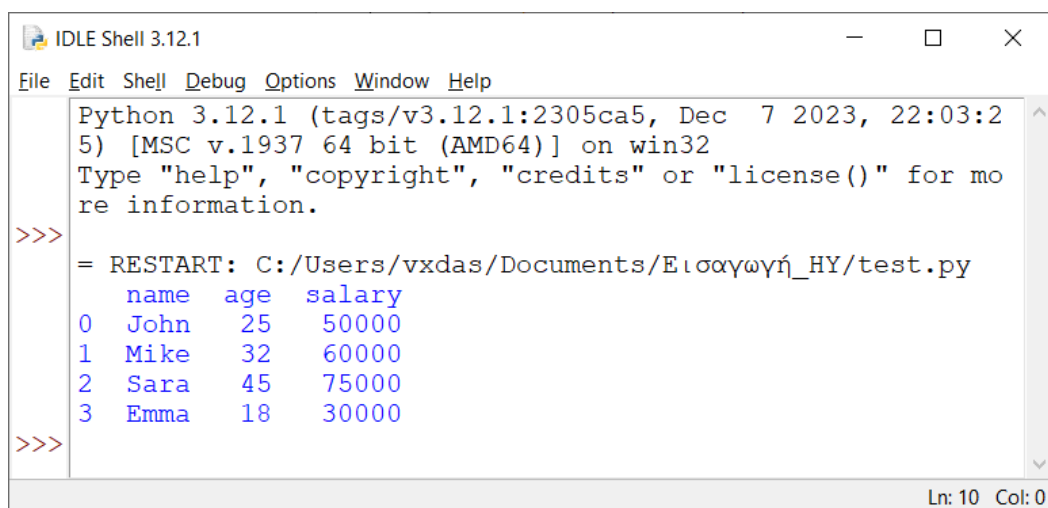 IDLE Shell 3.12.1
File Edit Shell Debug Options Window Help
Python 3.12.1 (tags/v3.12.1:2305ca5, Dec  7 2023, 22:03:2
5) [MSC v.1937 64 bit (AMD64)] on win32
Type "help", "copyright", "credits" or "license()" for mo
re information.
>>>
= RESTART: C:/Users/vxdas/Documents/Εισαγωγή_ΗΥ/test.py
   name  age  salary
0  John   25   50000
1  Mike   32   60000
2  Sara   45   75000
3  Emma   18   30000
>>>
Ln: 10 Col: 0